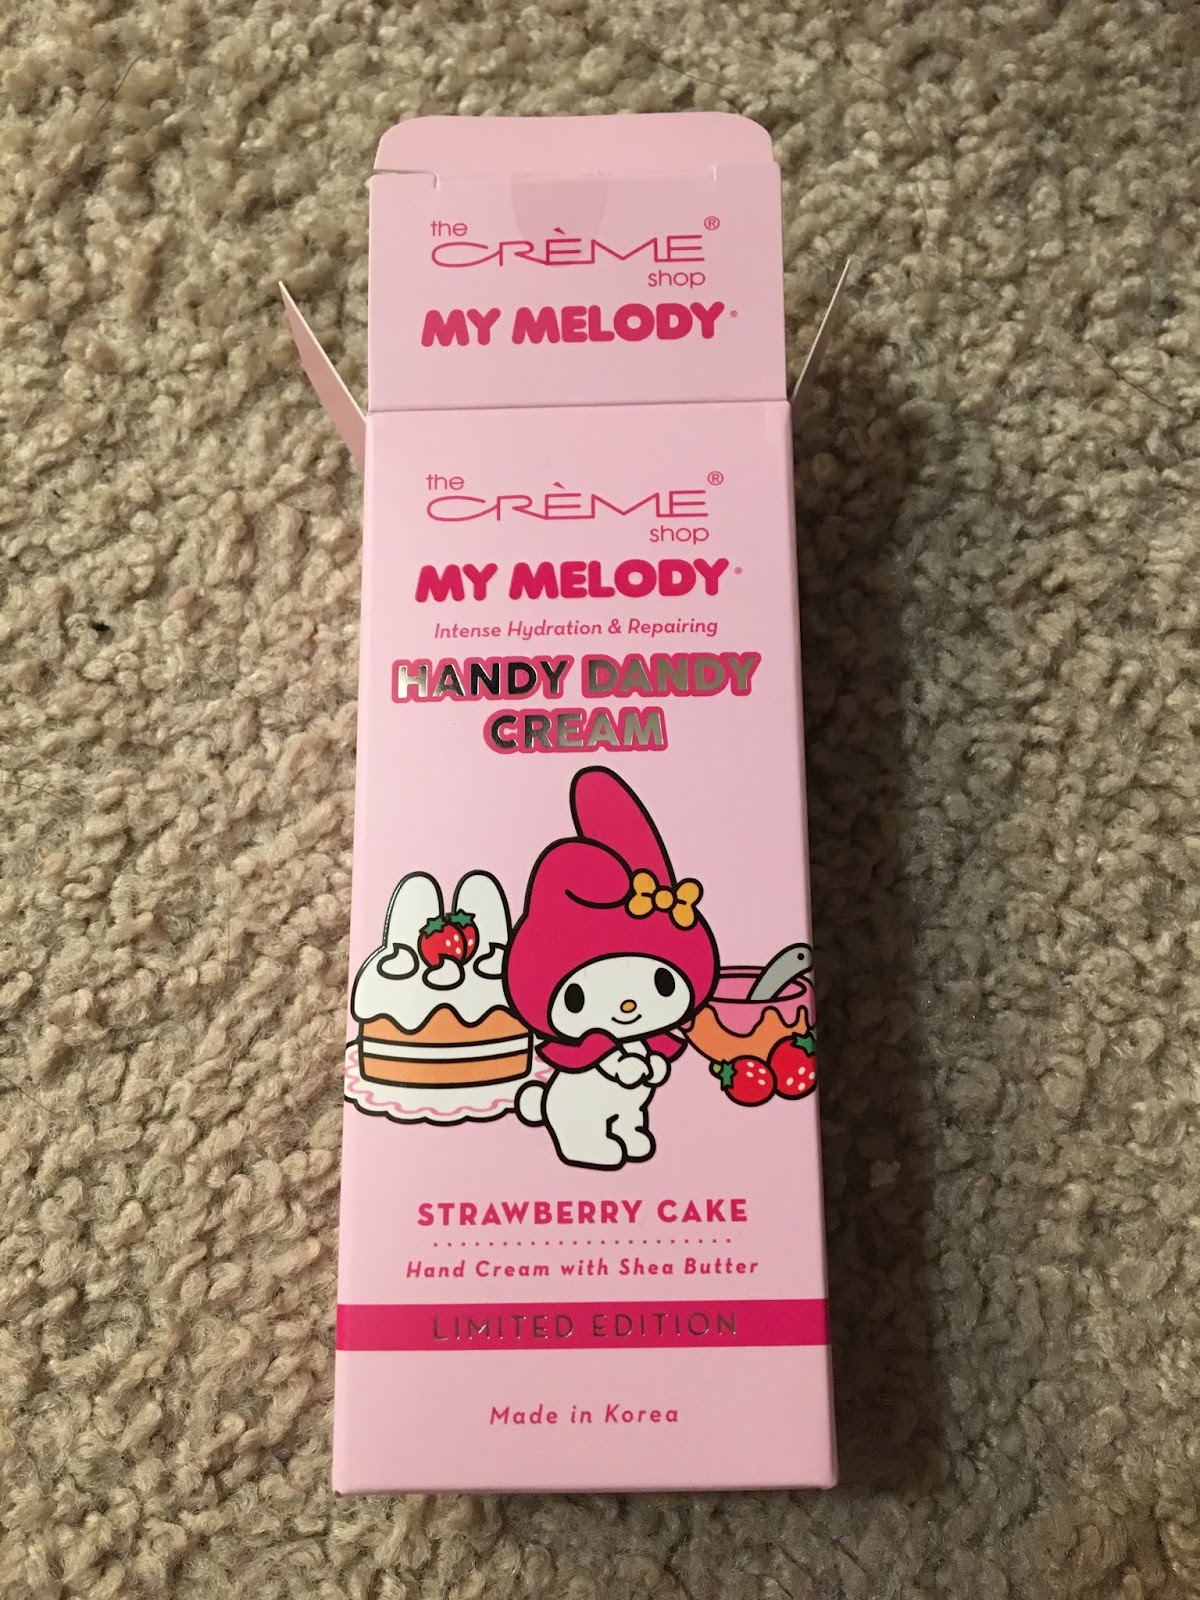 the
CRÈME®
shop
MY MELODY®
the
CRÈME®
shop
MY MELODY®
Intense Hydration & Repairing
HANDY DANDY
CREAM
STRAWBERRY CAKE
Hand Cream with Shea Butter
LIMITED EDITION
Made in Korea